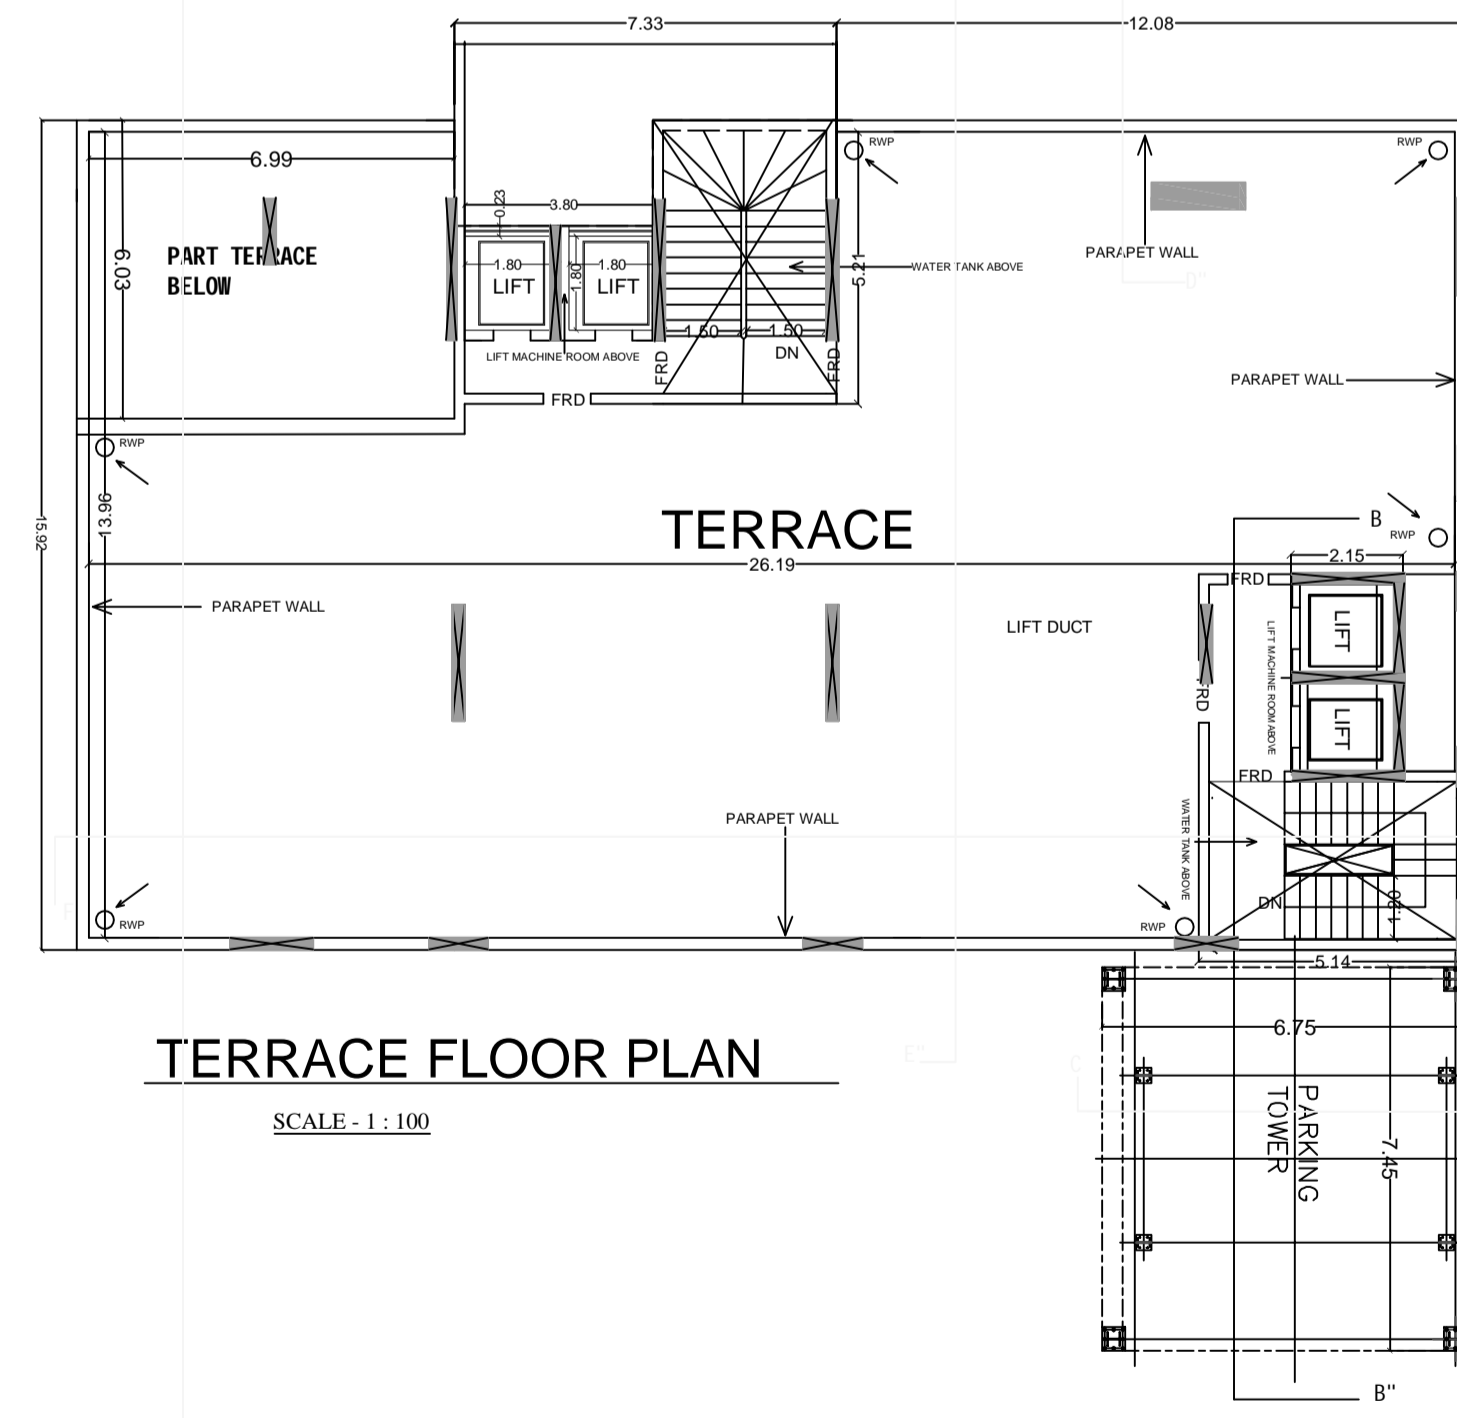 7.33
12.08
RWP
RWP
6.99
3.80
0.23
6.03
PART TERRACE
BELOW
PARAPET WALL
5.21
WATER TANK ABOVE
D"
1.80
1.80
1.80
LIFT
LIFT
1.50
1.50
DN
LIFT MACHINE ROOM ABOVE
FRD
FRD
FRD
PARAPET WALL
RWP
13.96
15.92
TERRACE
B
RWP
26.19
2.15
FRD
PARAPET WALL
LIFT DUCT
LIFT
LIFT MACHINE ROOM ABOVE
FRD
LIFT
FRD
PARAPET WALL
WATER TANK ABOVE
DN
1.20
F
RWP
RWP
5.14
6.75
TERRACE FLOOR PLAN
E"
C
SCALE - 1 : 100
PARKING
TOWER
7.45
B"